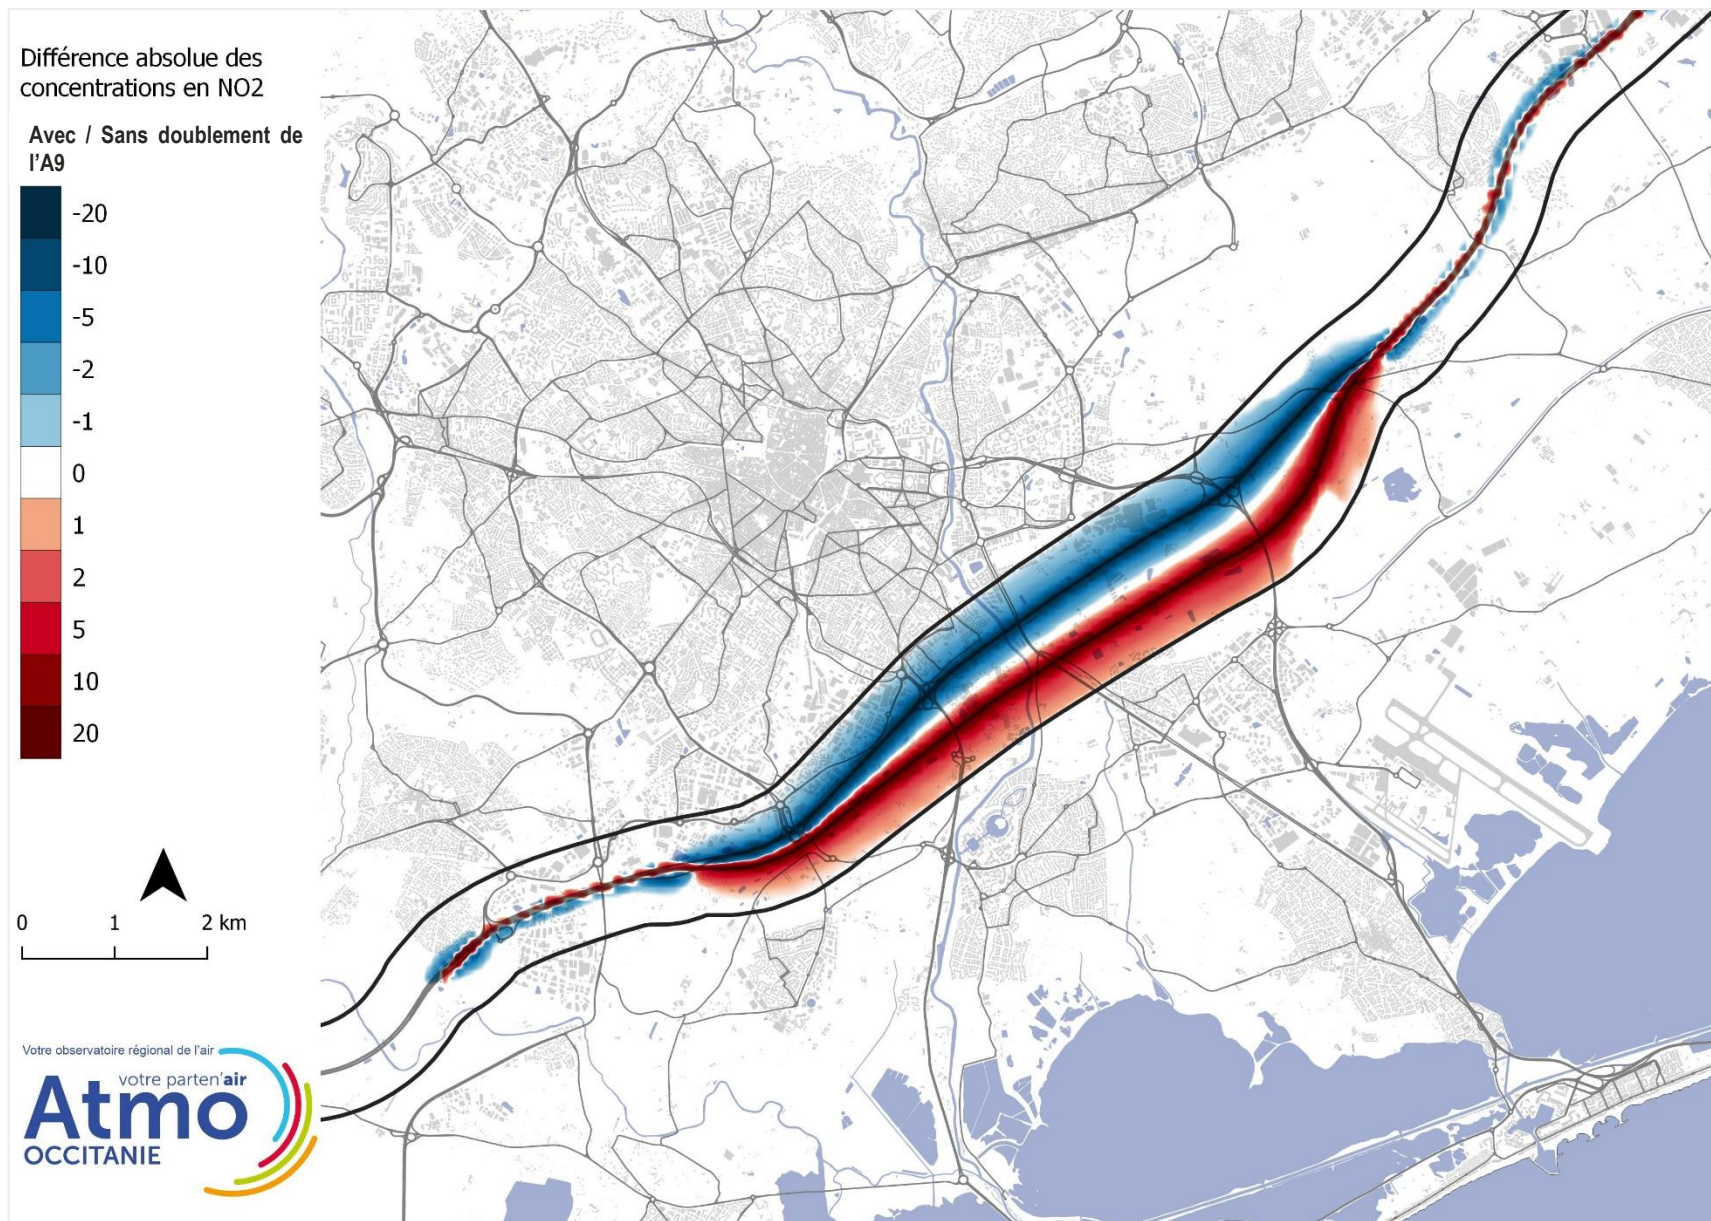 Différence absolue des
concentrations en NO2
Avec / Sans doublement de
l'A9
-20
-10
-5
-2
-1
0
1
2
5
10
20
0 1 2 km
Votre observatoire régional de l'air
votre parten'air
Atmo
OCCITANIE